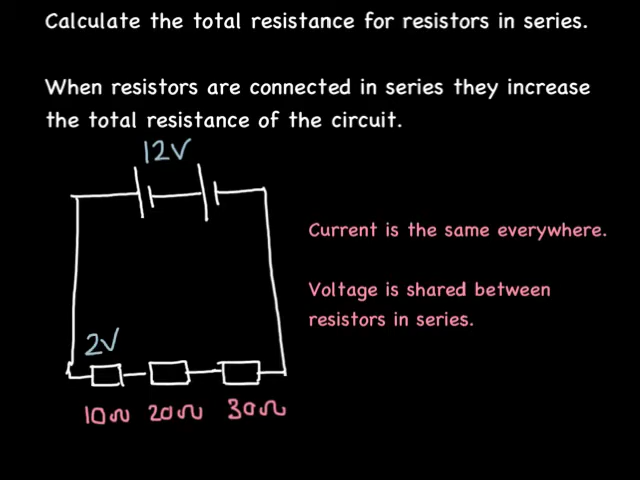 Calculate the total resistance for resistors in series.
When resistors are connected in series they increase
the total resistance of the circuit.
12V
Current is the same everywhere.
Voltage is shared between
resistors in series.
2V
10Ω 20Ω 30Ω